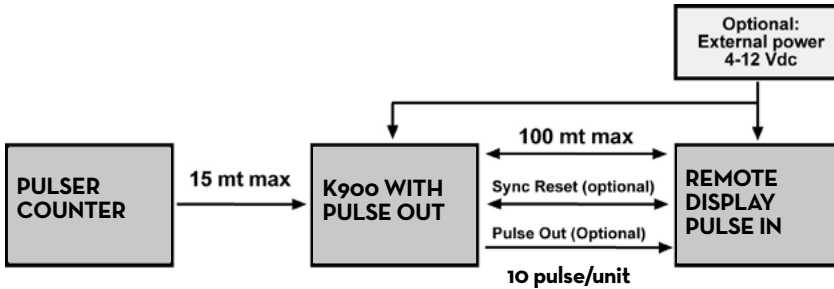 Optional:
External power
4-12 Vdc
PULSER
COUNTER
15 mt max
K900 WITH
PULSE OUT
100 mt max
Sync Reset (optional)
Pulse Out (Optional)
10 pulse/unit
REMOTE
DISPLAY
PULSE IN